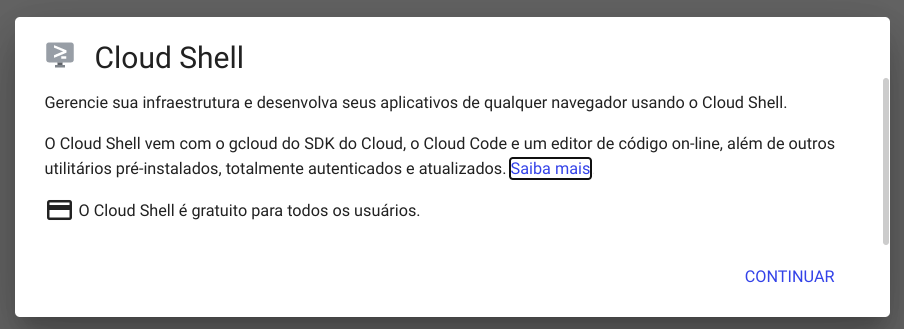 Cloud Shell
Gerencie sua infraestrutura e desenvolva seus aplicativos de qualquer navegador usando o Cloud Shell.
O Cloud Shell vem com o gcloud do SDK do Cloud, o Cloud Code e um editor de código on-line, além de outros
utilitários pré-instalados, totalmente autenticados e atualizados. Saiba mais
O Cloud Shell é gratuito para todos os usuários.
CONTINUAR